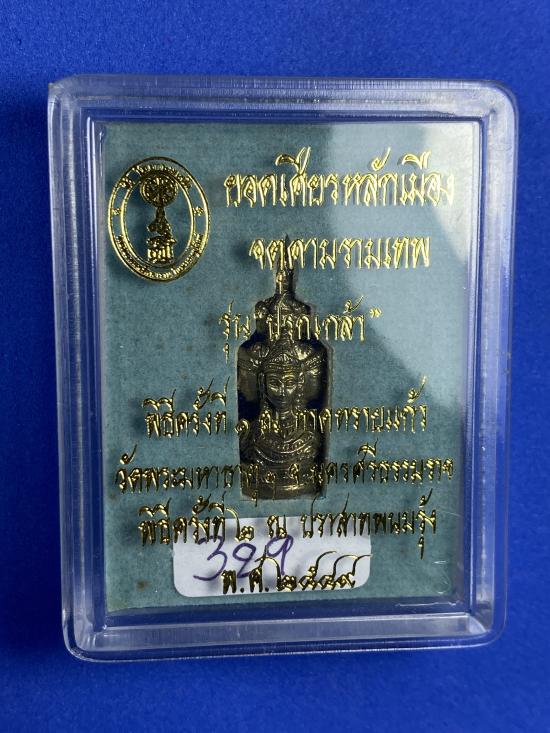 ยอดเศียรหลักเมือง
จตุคามรามเทพ
รุ่น "ปรกเกล้า"
พิธีครั้งที่ ๑ ณ หาดทรายแก้ว
วัดพระมหาธาตุฯ จ.นครศรีธรรมราช
พิธีครั้งที่ ๒ ณ ปราสาทพนมรุ้ง
389
พ.ศ. ๒๕๔๙